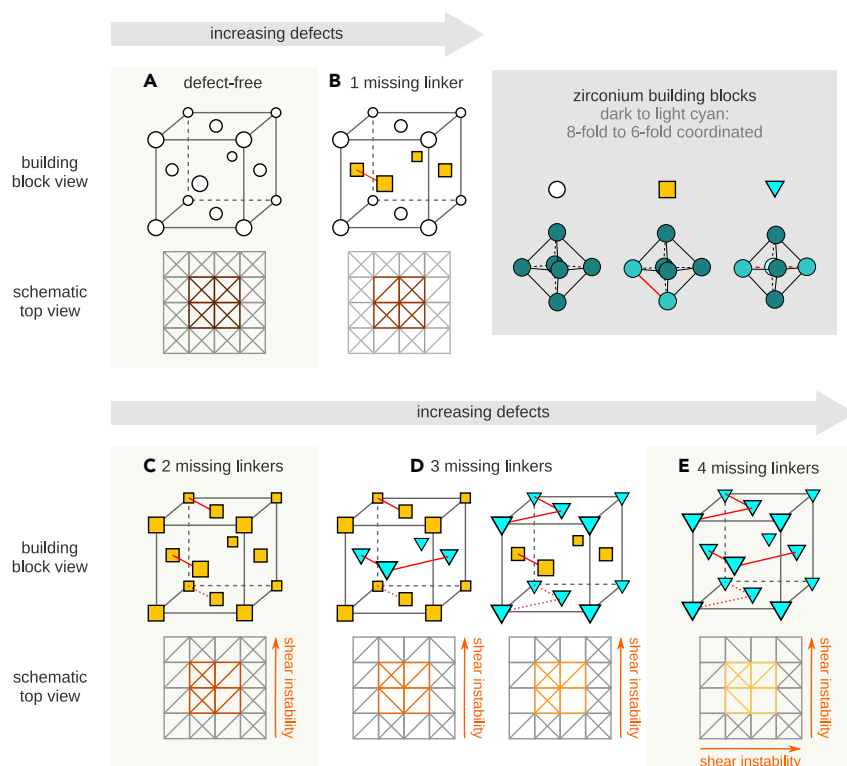 increasing defects
A defect-free
B 1 missing linker
zirconium building blocks
dark to light cyan:
8-fold to 6-fold coordinated
building
block view
schematic
top view
increasing defects
C 2 missing linkers
D 3 missing linkers
E 4 missing linkers
building
block view
schematic
top view
shear instability
shear instability
shear instability
shear instability
shear instability